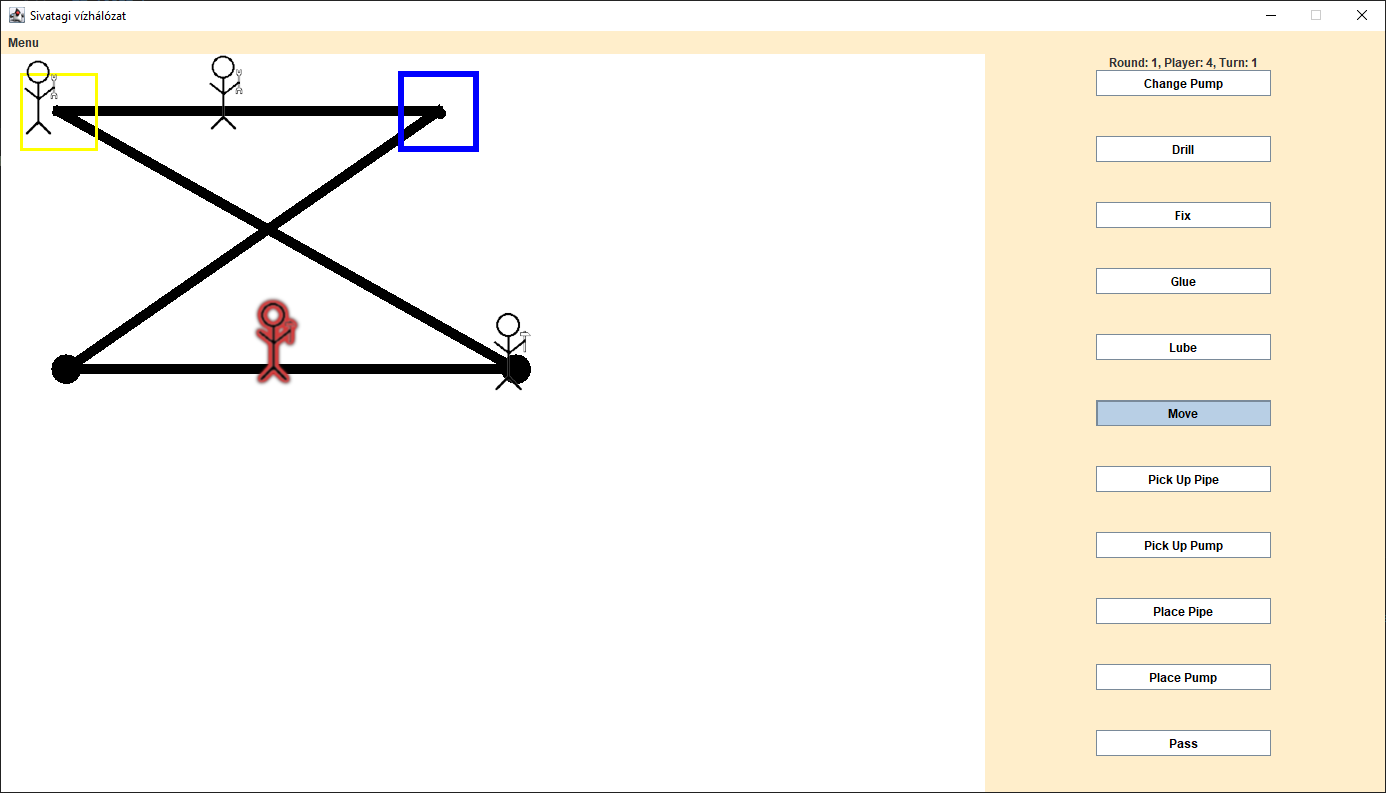 Sivatagi vízhálózat
Menu
Round: 1, Player: 4, Turn: 1
Change Pump
Drill
Fix
Glue
Lube
Move
Pick Up Pipe
Pick Up Pump
Place Pipe
Place Pump
Pass